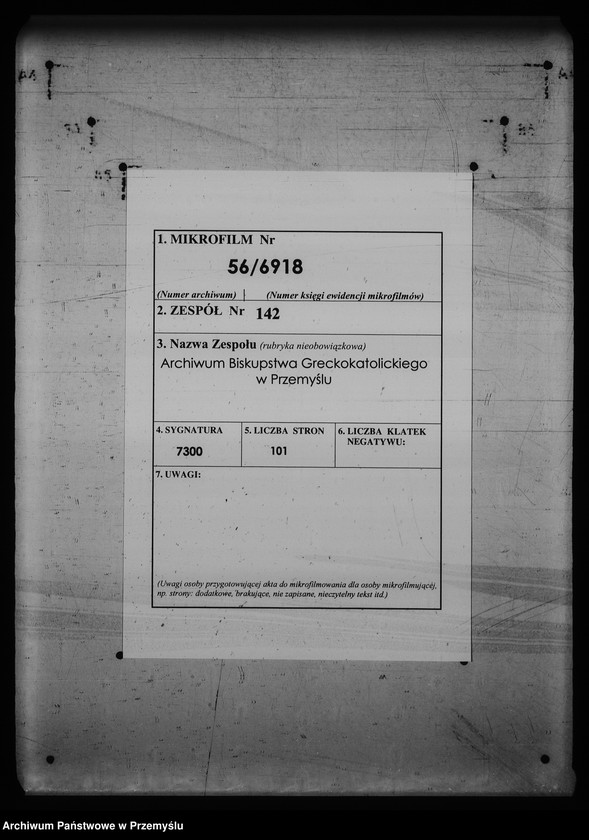 1. MIKROFILM Nr
56/6918
(Numer archiwum) (Numer księgi ewidencji mikrofilmów)
2. ZESPÓŁ Nr 142
3. Nazwa Zespołu (rubryka nieobowiązkowa)
Archiwum Biskupstwa Greckokatolickiego
w Przemyślu
4. SYGNATURA
7300
5. LICZBA STRON
101
6. LICZBA KLATEK
NEGATYWU:
7. UWAGI:
(Uwagi osoby przygotowującej akta do mikrofilmowania dla osoby mikrofilmującej,
np. strony: dodatkowe, brakujące, nie zapisane, nieczytelny tekst itd.)
Archiwum Państwowe w Przemyślu